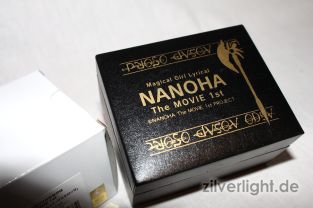 Magical Girl Lyrical
NANOHA
The MOVIE 1st
©NANOHA The MOVIE 1st PROJECT
zilverlight.de